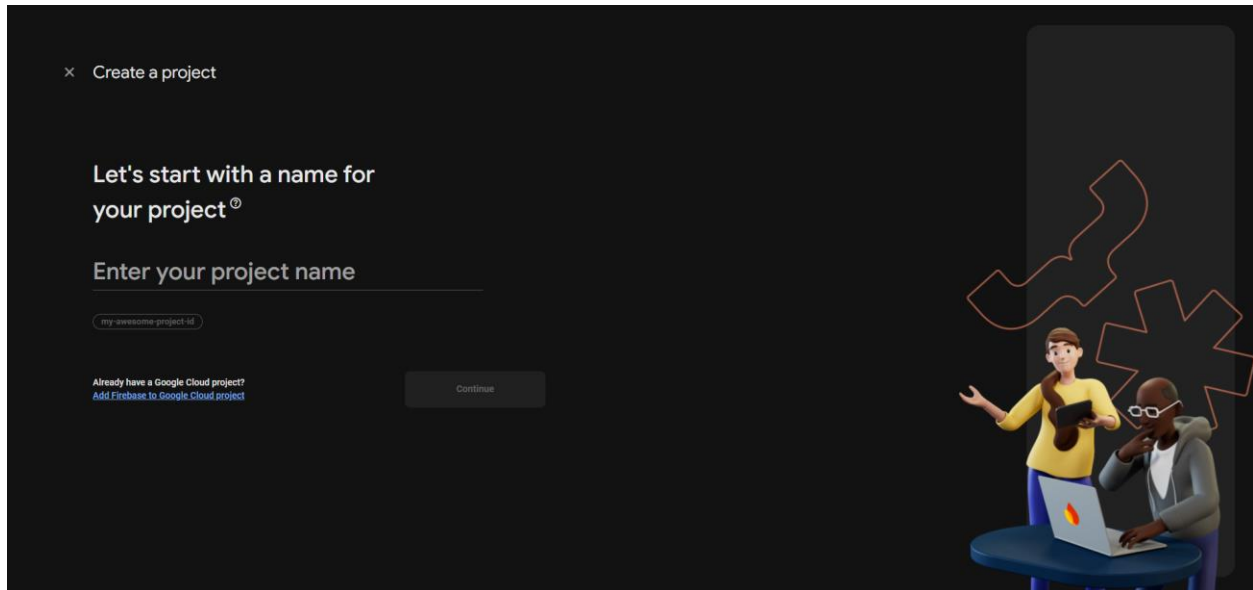 Create a project
Let's start with a name for
your project
Enter your project name
my-awesome-project-id
Already have a Google Cloud project?
Add Firebase to Google Cloud project
Continue